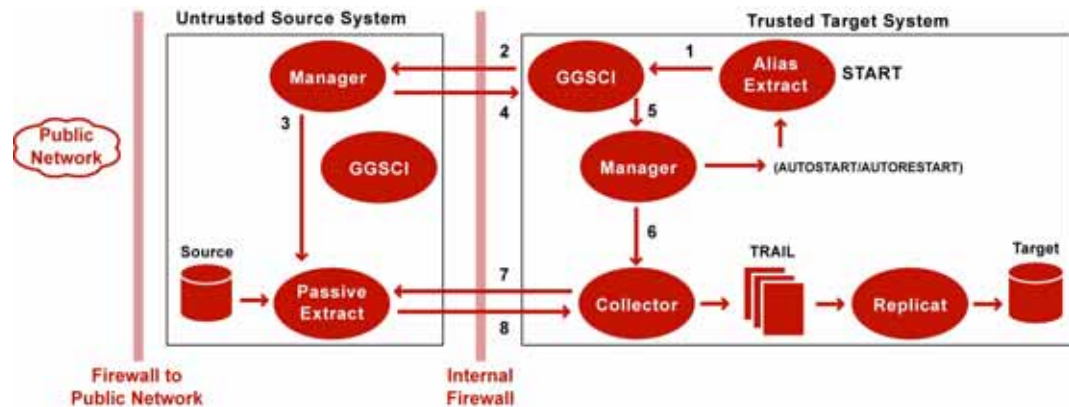 Untrusted Source System
Trusted Target System
Public
Network
Manager
3
GGSCI
Source
Passive
Extract
2
4
7
8
GGSCI
1
Alias
Extract
START
5
Manager
(AUTOSTART/AUTORESTART)
6
Collector
TRAIL
Replicat
Target
Firewall to
Public Network
Internal
Firewall